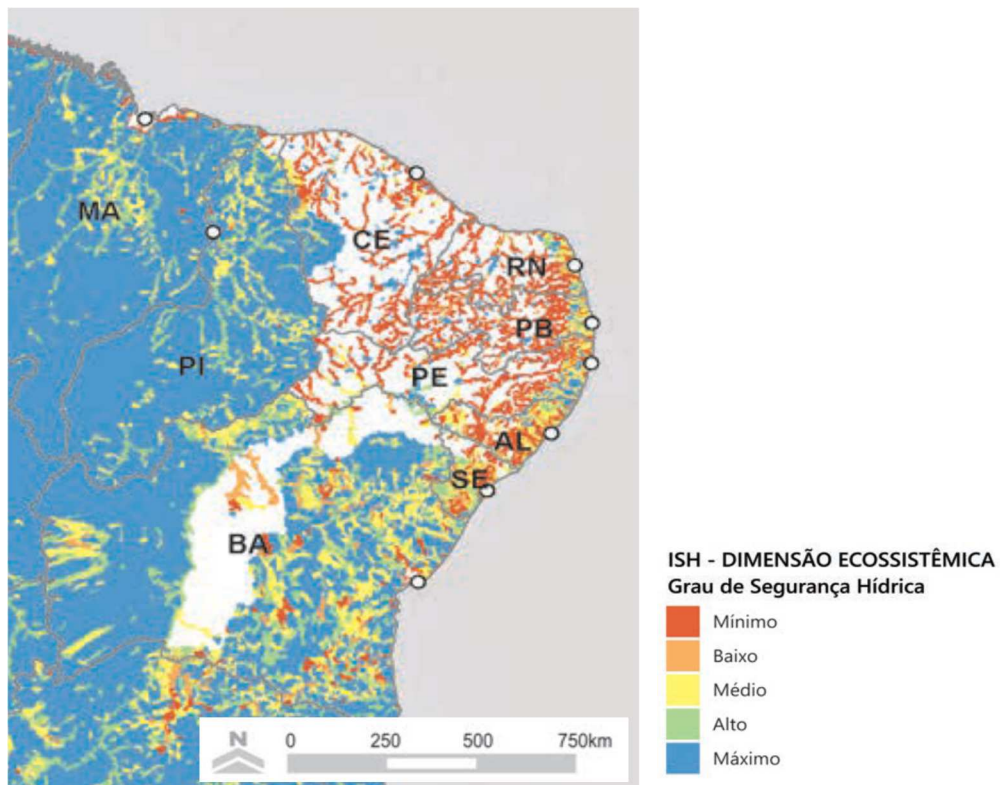 MA
CE
RN
PB
PI
PE
AL
SE
BA
ISH - DIMENSÃO ECOSSISTÊMICA
Grau de Segurança Hídrica
Mínimo
Baixo
Médio
Alto
Máximo
N
0 250 500 750km